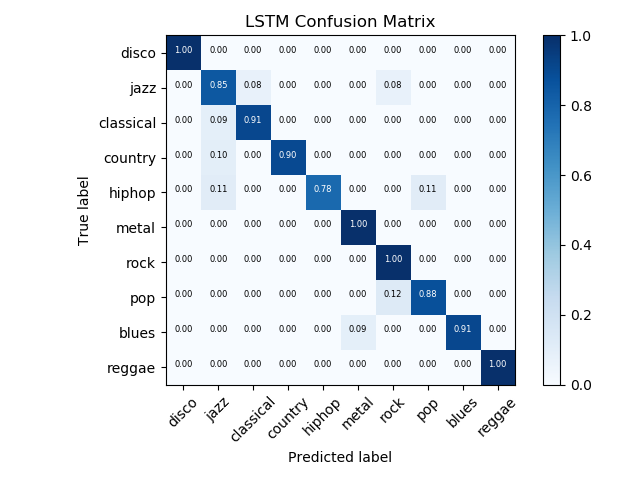 LSTM Confusion Matrix
disco 1.00 0.00 0.00 0.00 0.00 0.00 0.00 0.00 0.00 0.00
jazz 0.00 0.85 0.08 0.00 0.00 0.00 0.08 0.00 0.00 0.00
classical 0.00 0.09 0.91 0.00 0.00 0.00 0.00 0.00 0.00 0.00
country 0.00 0.10 0.00 0.90 0.00 0.00 0.00 0.00 0.00 0.00
hiphop 0.00 0.11 0.00 0.00 0.78 0.00 0.00 0.11 0.00 0.00
metal 0.00 0.00 0.00 0.00 0.00 1.00 0.00 0.00 0.00 0.00
rock 0.00 0.00 0.00 0.00 0.00 0.00 1.00 0.00 0.00 0.00
pop 0.00 0.00 0.00 0.00 0.00 0.00 0.12 0.88 0.00 0.00
blues 0.00 0.00 0.00 0.00 0.00 0.09 0.00 0.00 0.91 0.00
reggae 0.00 0.00 0.00 0.00 0.00 0.00 0.00 0.00 0.00 1.00
True label
disco jazz classical country hiphop metal rock pop blues reggae
Predicted label
1.0
0.8
0.6
0.4
0.2
0.0